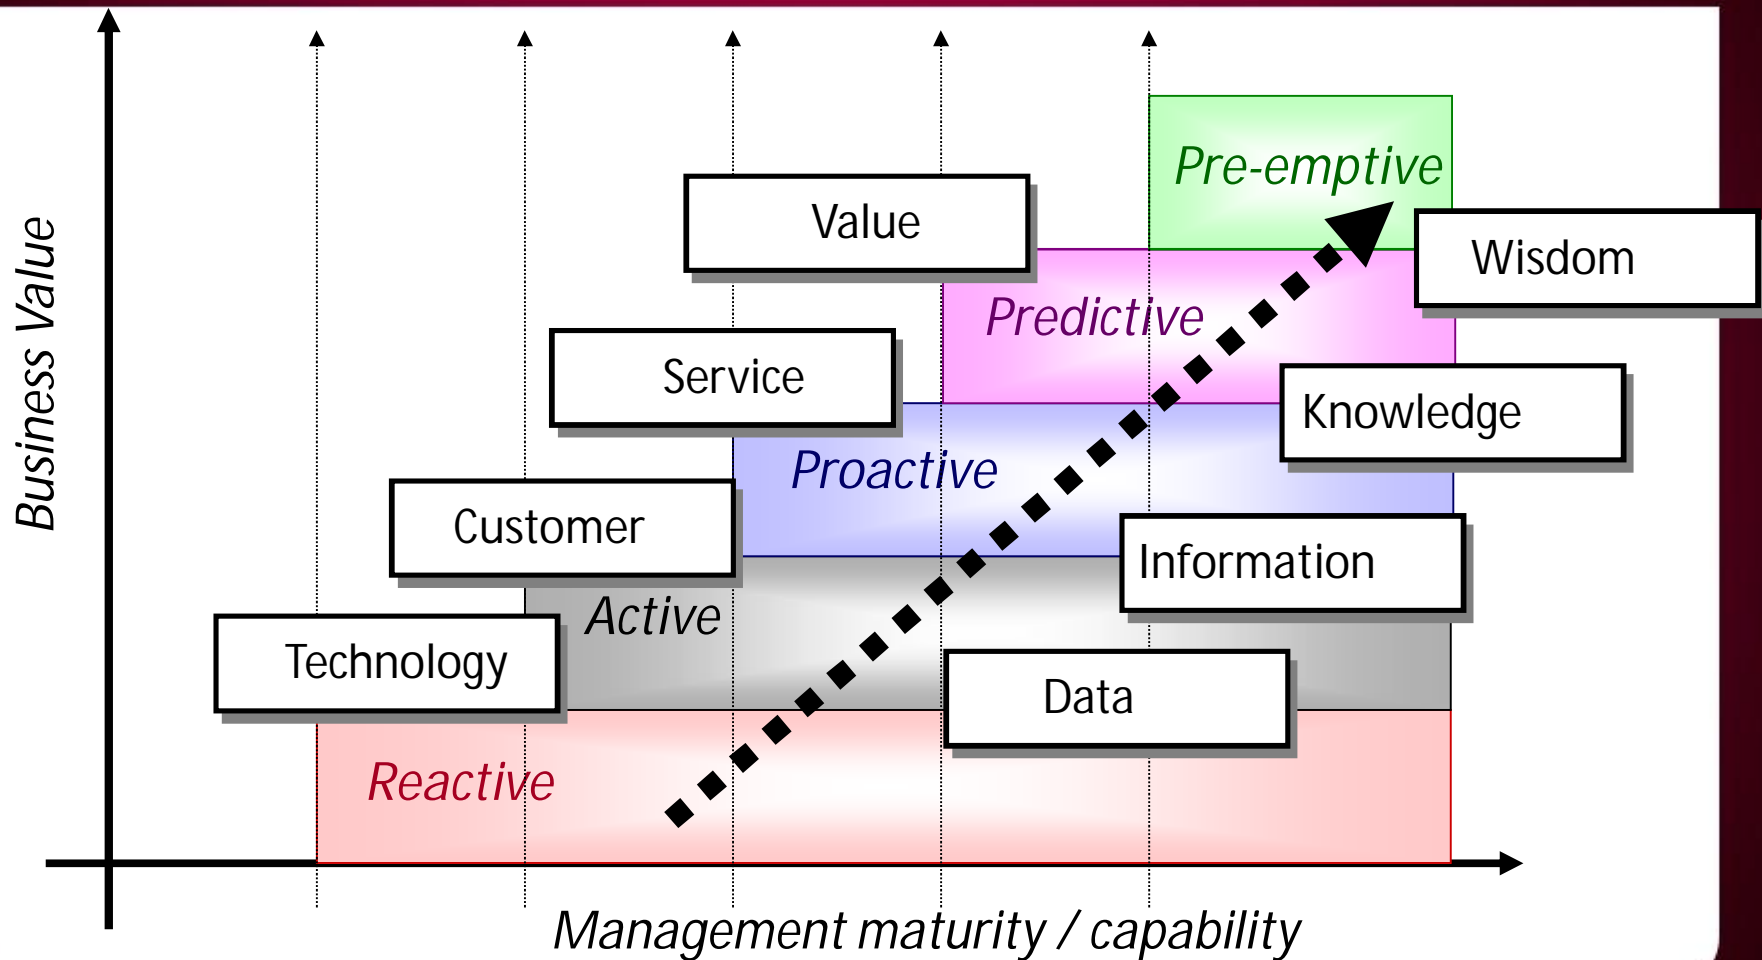 Business Value
Pre-emptive
Value
Wisdom
Predictive
Service
Knowledge
Proactive
Customer
Information
Active
Technology
Data
Reactive
Management maturity / capability